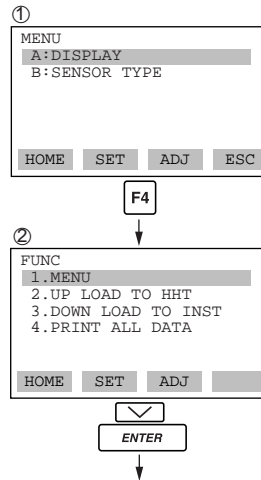 ①
MENU
A:DISPLAY
B:SENSOR TYPE
HOME SET ADJ ESC
F4
②
FUNC
1.MENU
2.UP LOAD TO HHT
3.DOWN LOAD TO INST
4.PRINT ALL DATA
HOME SET ADJ
ENTER